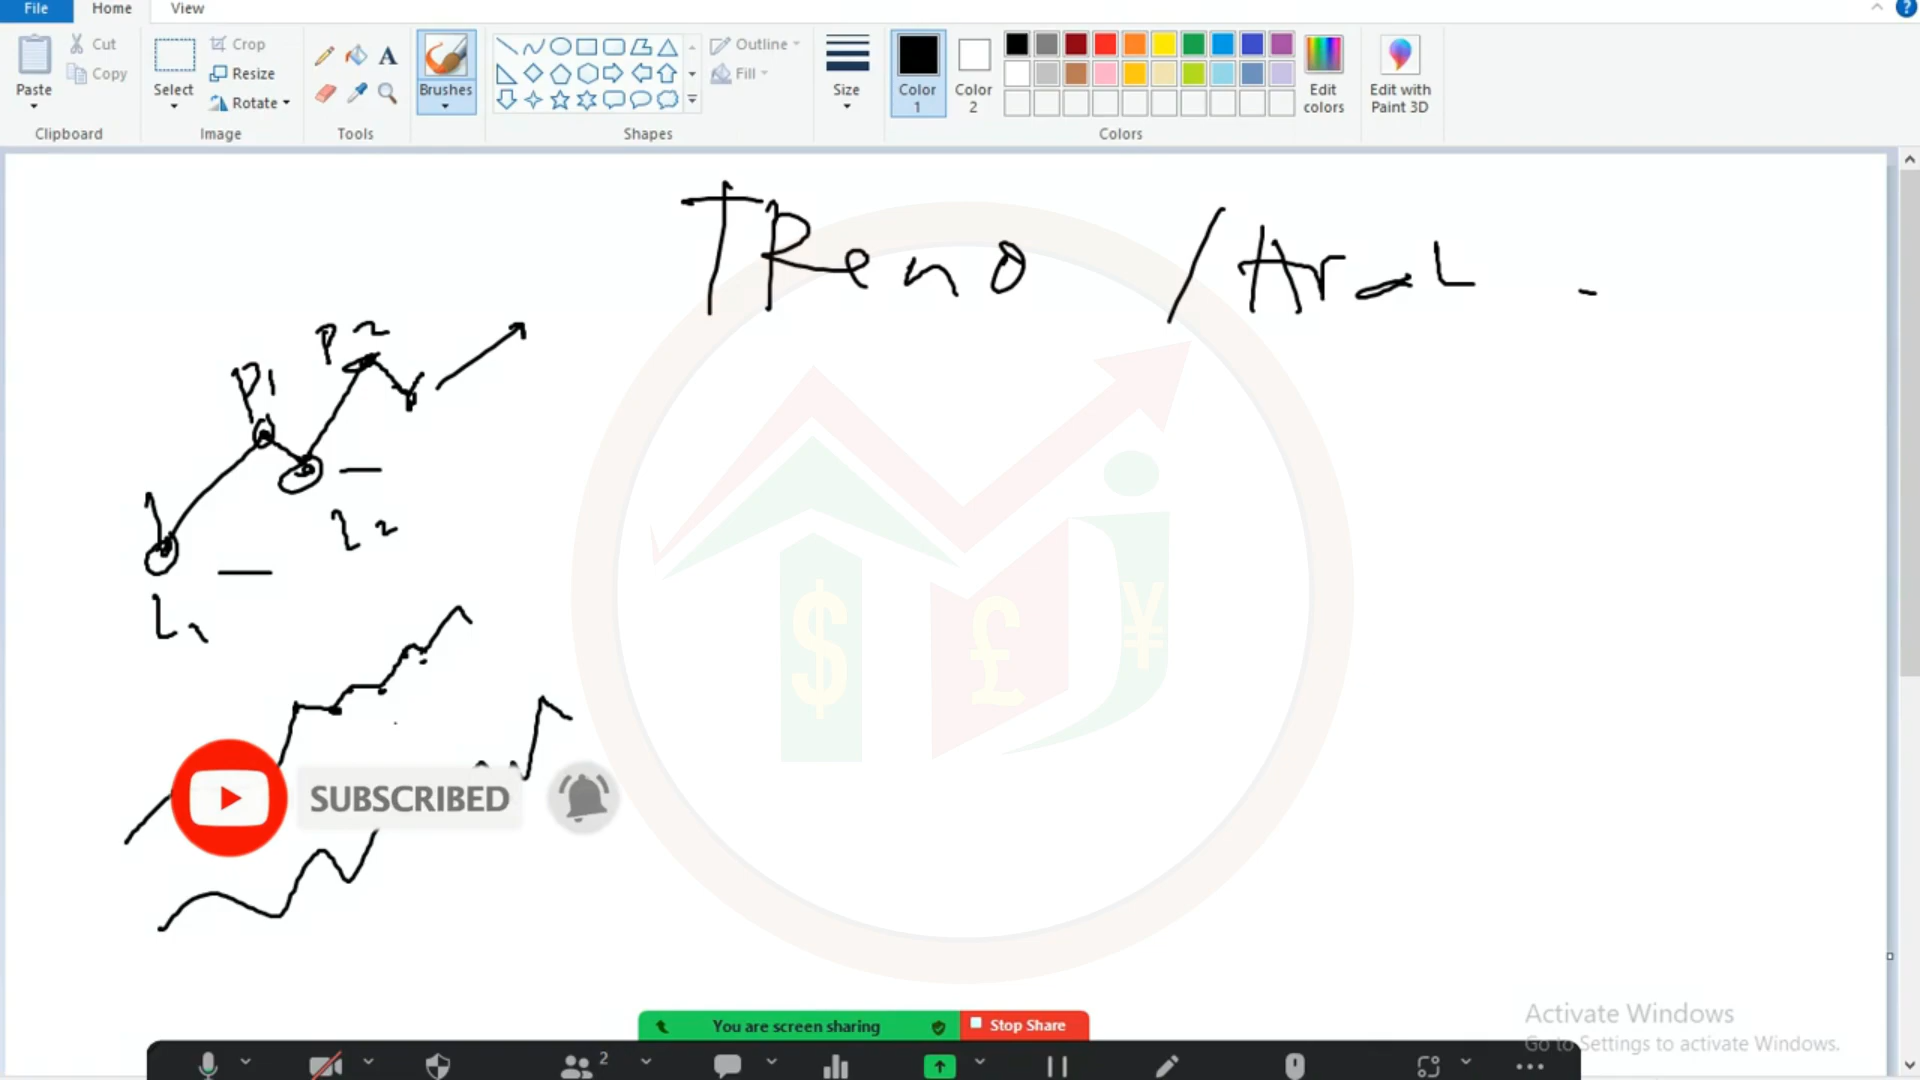 File Home View
Paste Cut Copy Select Crop Resize Rotate A Brushes Outline Fill Size Color 1 Color 2 Edit colors Edit with Paint 3D
Clipboard Image Tools Shapes Colors
TReno
P1
P2
L2
L1
$ £ ¥
SUBSCRIBED
You are screen sharing Stop Share
Activate Windows
Go to Settings to activate Windows.
2